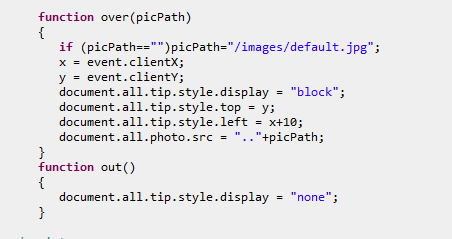 function over(picPath)
{
if (picPath=="")picPath="/images/default.jpg";
x = event.clientX;
y = event.clientY;
document.all.tip.style.display = "block";
document.all.tip.style.top = y;
document.all.tip.style.left = x+10;
document.all.photo.src = ".."+picPath;
}
function out()
{
document.all.tip.style.display = "none";
}